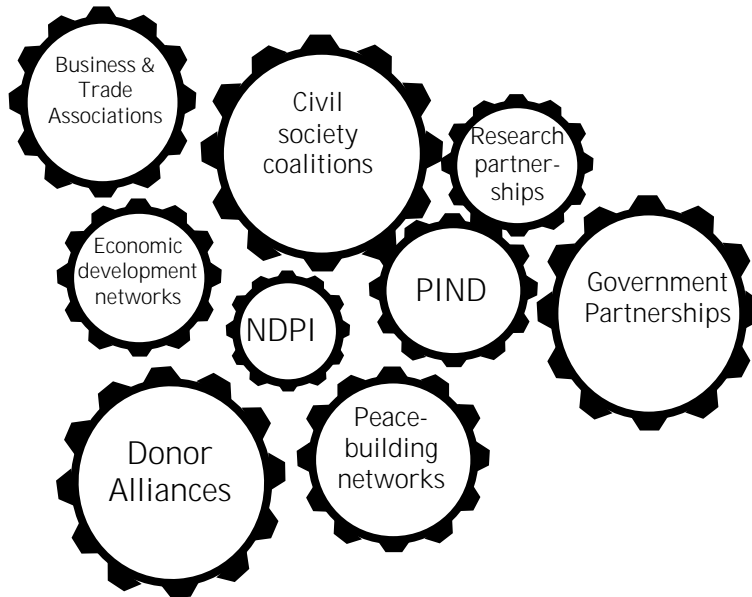 Business &
Trade
Associations
Civil
society
coalitions
Research
partner-
ships
Economic
development
networks
NDPI
PIND
Government
Partnerships
Donor
Alliances
Peace-
building
networks